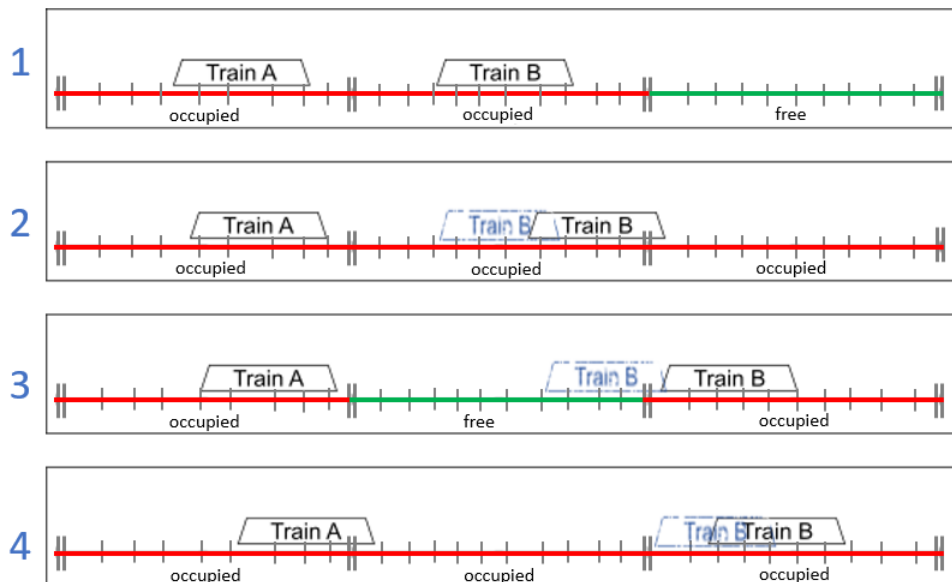 1
Train A Train B
occupied occupied free
2
Train A Train B Train B
occupied occupied occupied
3
Train A Train B Train B
occupied free occupied
4
Train A Train B Train B
occupied occupied occupied